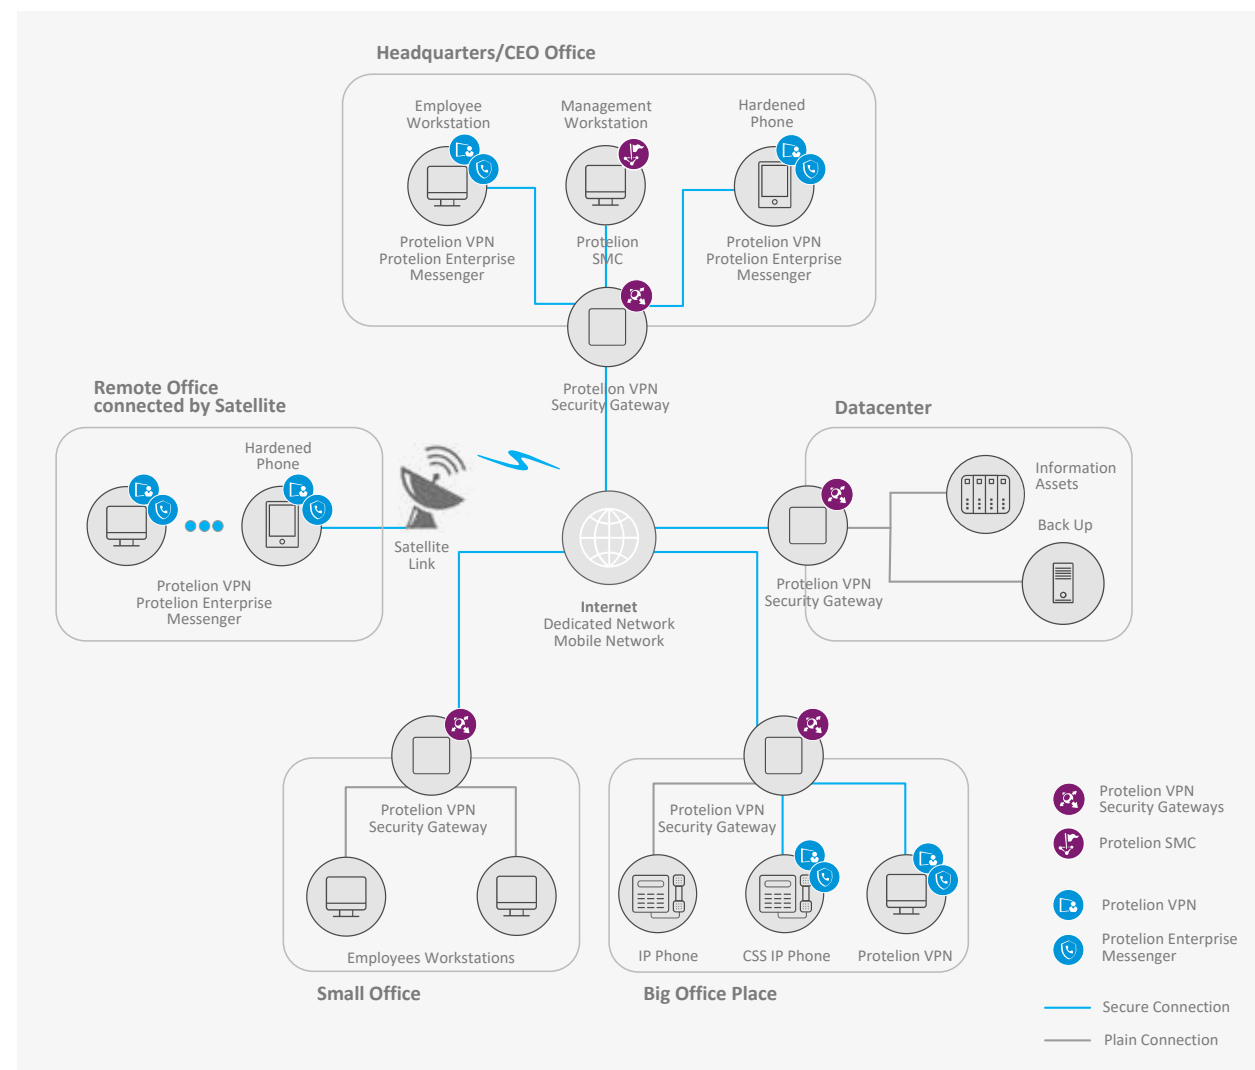 Headquarters/CEO Office
Employee
Workstation
Management
Workstation
Hardened
Phone
Protelion VPN
Protelion Enterprise
Messenger
Protelion
SMC
Protelion VPN
Protelion Enterprise
Messenger
Protelion VPN
Security Gateway
Remote Office
connected by Satellite
Hardened
Phone
Protelion VPN
Protelion Enterprise
Messenger
Satellite
Link
Internet
Dedicated Network
Mobile Network
Datacenter
Information
Assets
Back Up
Protelion VPN
Security Gateway
Protelion VPN
Security Gateway
Employees Workstations
Small Office
Protelion VPN
Security Gateway
IP Phone
CSS IP Phone
Protelion VPN
Big Office Place
Protelion VPN
Security Gateways
Protelion SMC
Protelion VPN
Protelion Enterprise
Messenger
Secure Connection
Plain Connection